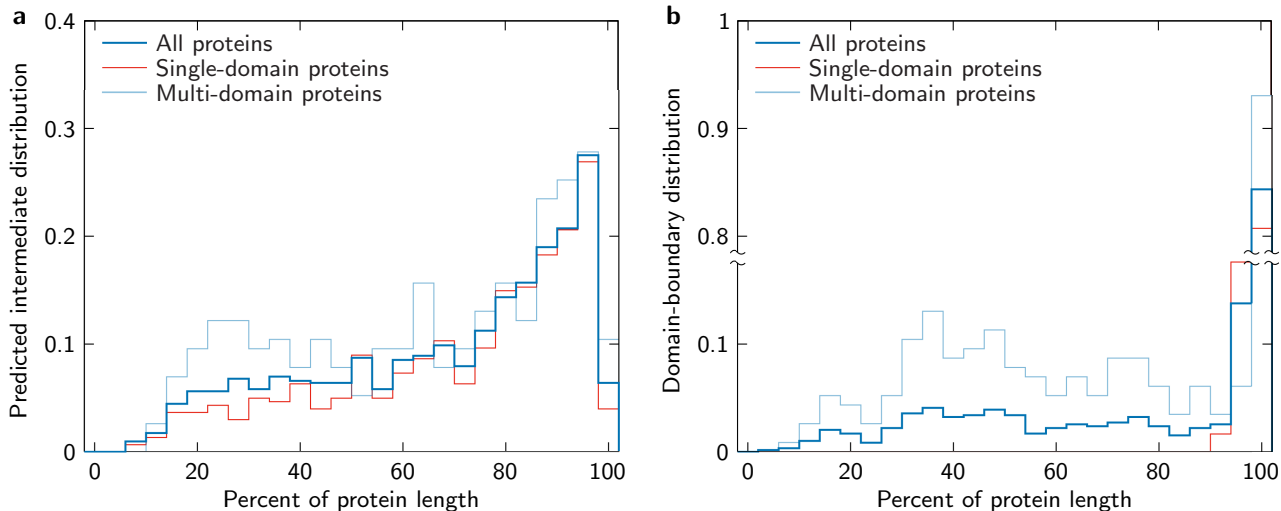 a
0.4
0.3
0.2
0.1
0
Predicted intermediate distribution
All proteins
Single-domain proteins
Multi-domain proteins
0 20 40 60 80 100
Percent of protein length
b
1
0.9
0.8
0.1
0
Domain-boundary distribution
All proteins
Single-domain proteins
Multi-domain proteins
0 20 40 60 80 100
Percent of protein length